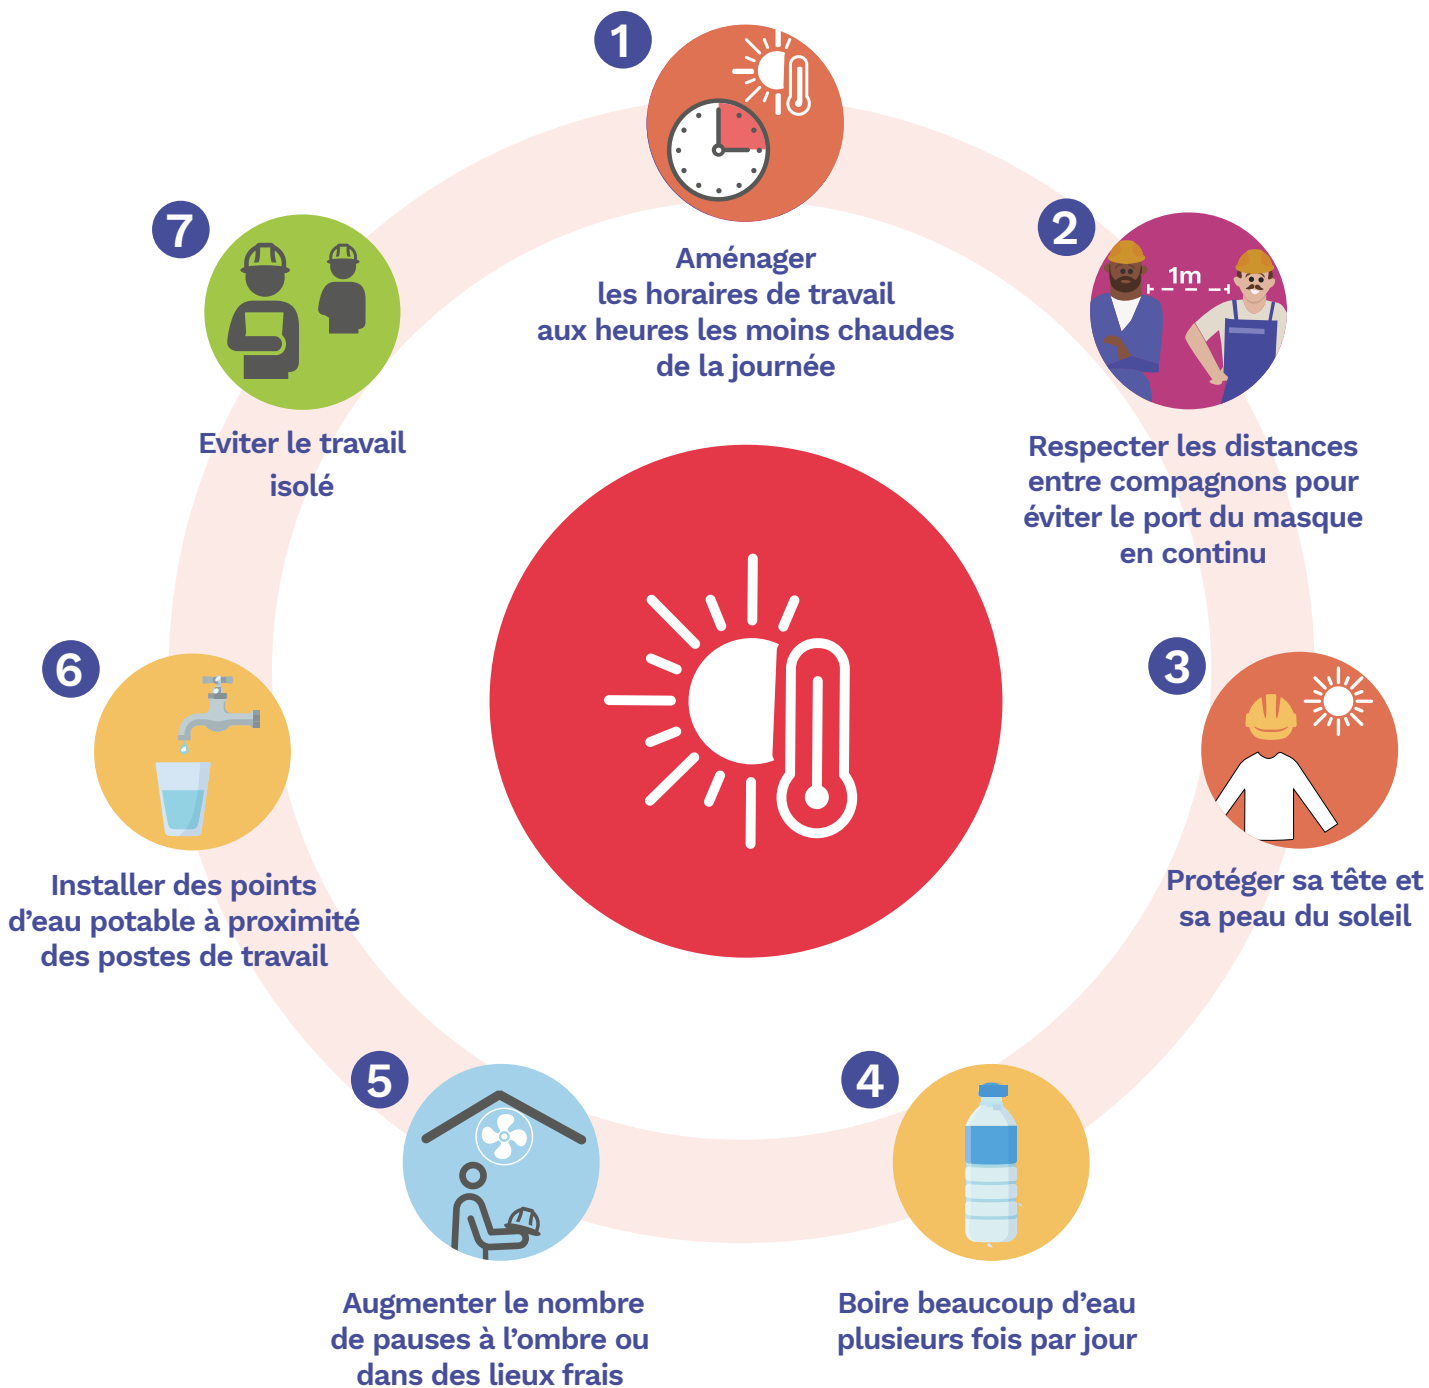 1
Aménager
les horaires de travail
aux heures les moins chaudes
de la journée
2
1m
Respecter les distances
entre compagnons pour
éviter le port du masque
en continu
3
Protéger sa tête et
sa peau du soleil
4
Boire beaucoup d’eau
plusieurs fois par jour
5
Augmenter le nombre
de pauses à l’ombre ou
dans des lieux frais
6
Installer des points
d’eau potable à proximité
des postes de travail
7
Eviter le travail
isolé